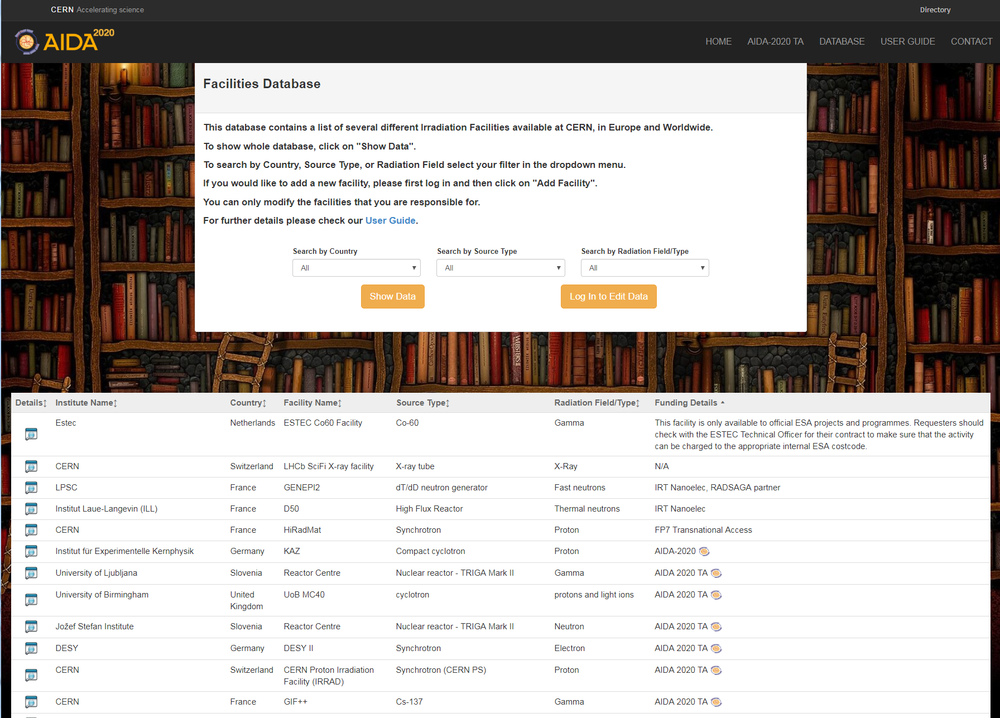 CERN Accelerating science
Directory
AIDA 2020
HOME AIDA-2020 TA DATABASE USER GUIDE CONTACT
Facilities Database
This database contains a list of several different Irradiation Facilities available at CERN, in Europe and Worldwide.
To show whole database, click on "Show Data".
To search by Country, Source Type, or Radiation Field select your filter in the dropdown menu.
If you would like to add a new facility, please first log in and then click on "Add Facility".
You can only modify the facilities that you are responsible for.
For further details please check our User Guide.
Search by Country Search by Source Type Search by Radiation Field/Type
All All All
Show Data Log In to Edit Data
Details Institute Name Country Facility Name Source Type Radiation Field/Type Funding Details
Estec Netherlands ESTEC Co60 Facility Co-60 Gamma This facility is only available to official ESA projects and programmes. Requesters should
check with the ESTEC Technical Officer for their contract to make sure that the activity
can be charged to the appropriate internal ESA costcode.
CERN Switzerland LHCb SciFi X-ray facility X-ray tube X-Ray N/A
LPSC France GENEPI2 dT/dD neutron generator Fast neutrons IRT Nanoelec, RADSAGA partner
Institut Laue-Langevin (ILL) France D50 High Flux Reactor Thermal neutrons IRT Nanoelec
CERN France HiRadMat Synchrotron Proton FP7 Transnational Access
Institut für Experimentelle Kernphysik Germany KAZ Compact cyclotron Proton AIDA-2020
University of Ljubljana Slovenia Reactor Centre Nuclear reactor - TRIGA Mark II Gamma AIDA 2020 TA
University of Birmingham United UoB MC40 cyclotron protons and light ions AIDA 2020 TA
Kingdom
Jožef Stefan Institute Slovenia Reactor Centre Nuclear reactor - TRIGA Mark II Neutron AIDA 2020 TA
DESY Germany DESY II Synchrotron Electron AIDA 2020 TA
CERN Switzerland CERN Proton Irradiation Synchrotron (CERN PS) Proton AIDA 2020 TA
Facility (IRRAD)
CERN France GIF++ Cs-137 Gamma AIDA 2020 TA